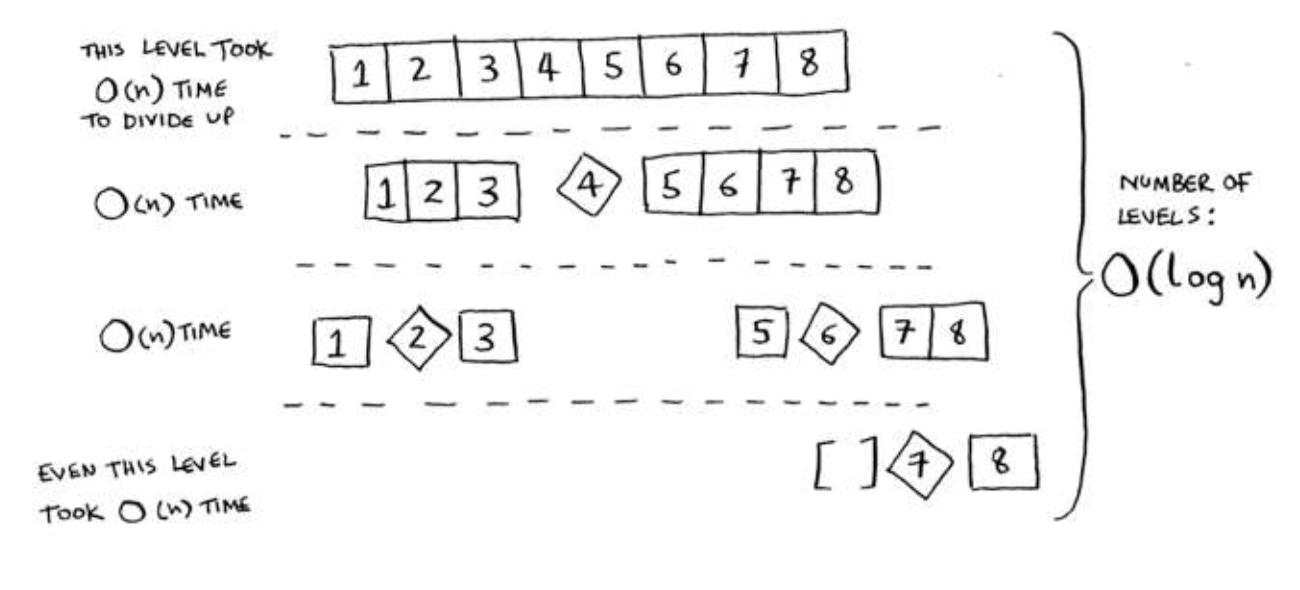 THIS LEVEL TOOK
O(n) TIME
TO DIVIDE UP
1 2 3 4 5 6 7 8
O(n) TIME
1 2 3 4 5 6 7 8
NUMBER OF
LEVELS:
O(log n)
O(n) TIME
1 2 3 5 6 7 8
EVEN THIS LEVEL
TOOK O(n) TIME
[ ] 7 8